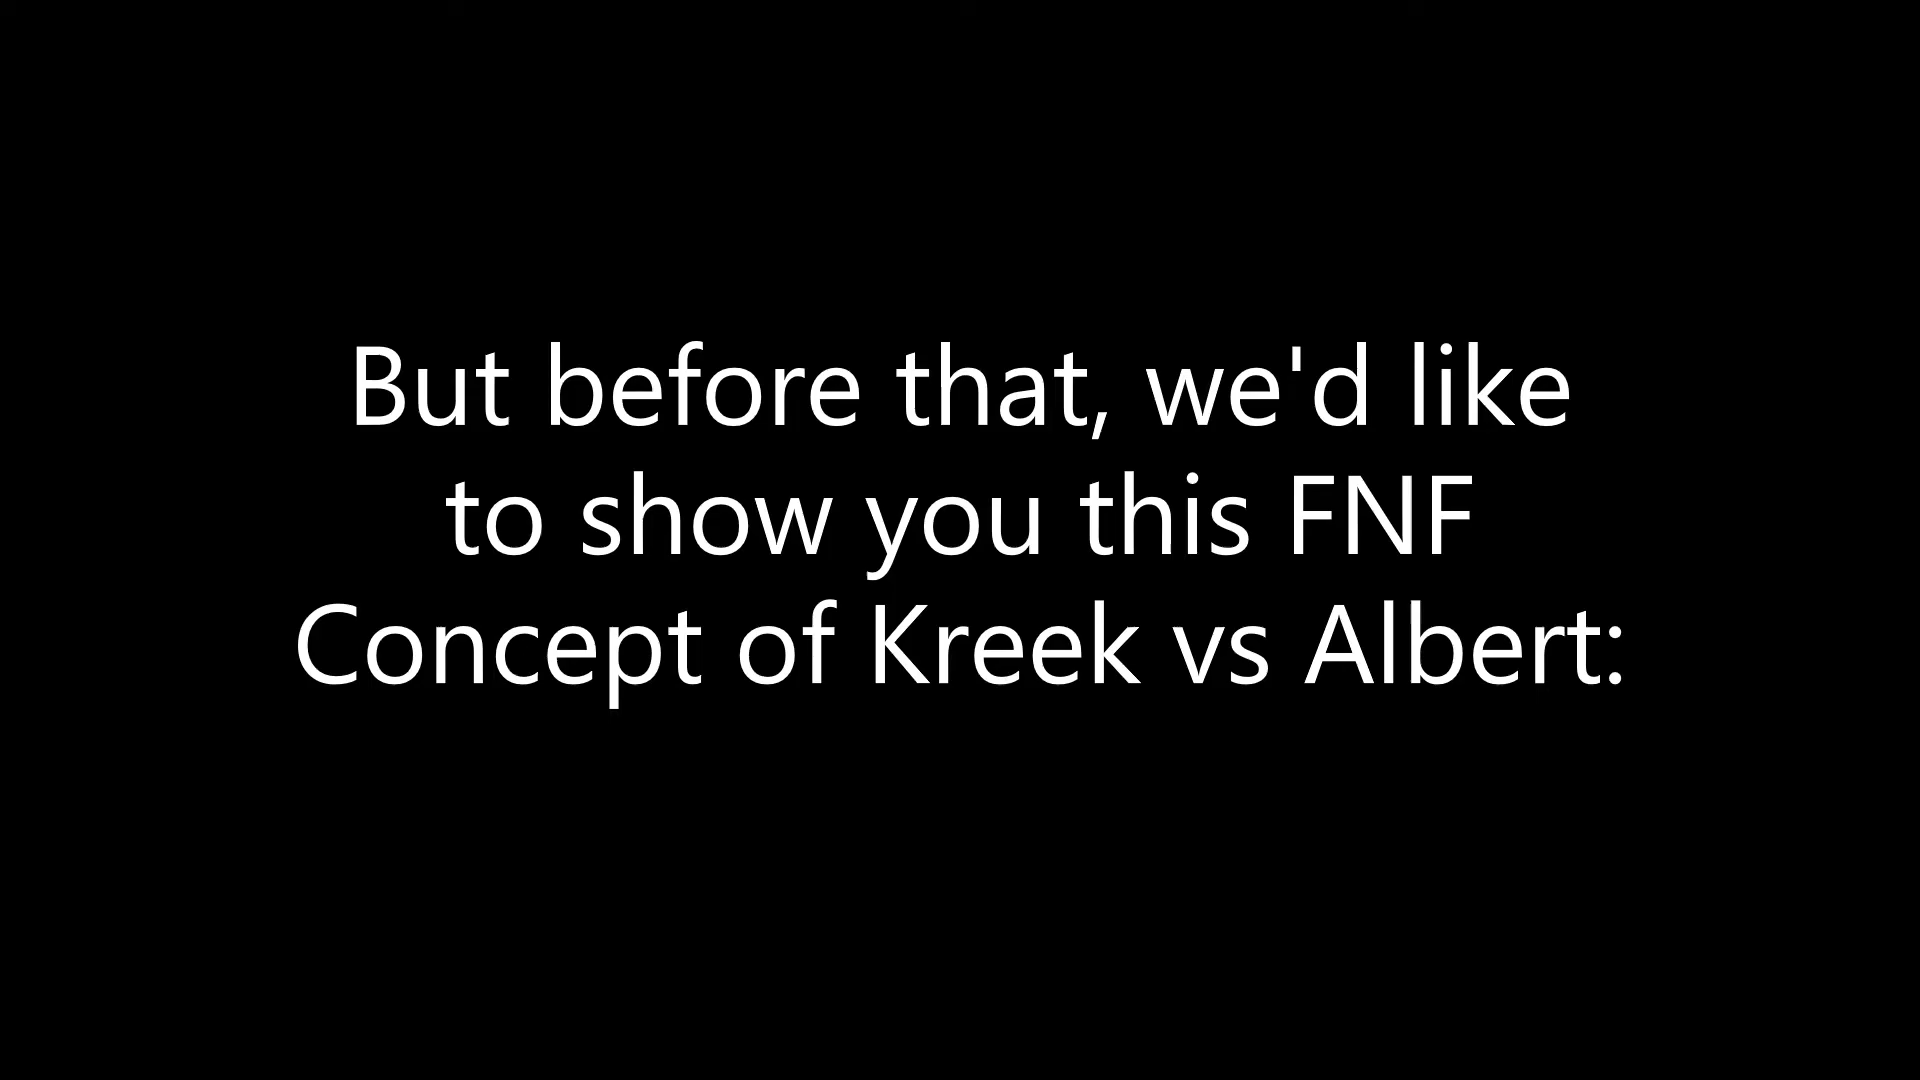 But before that, we'd like
to show you this FNF
Concept of Kreek vs Albert: